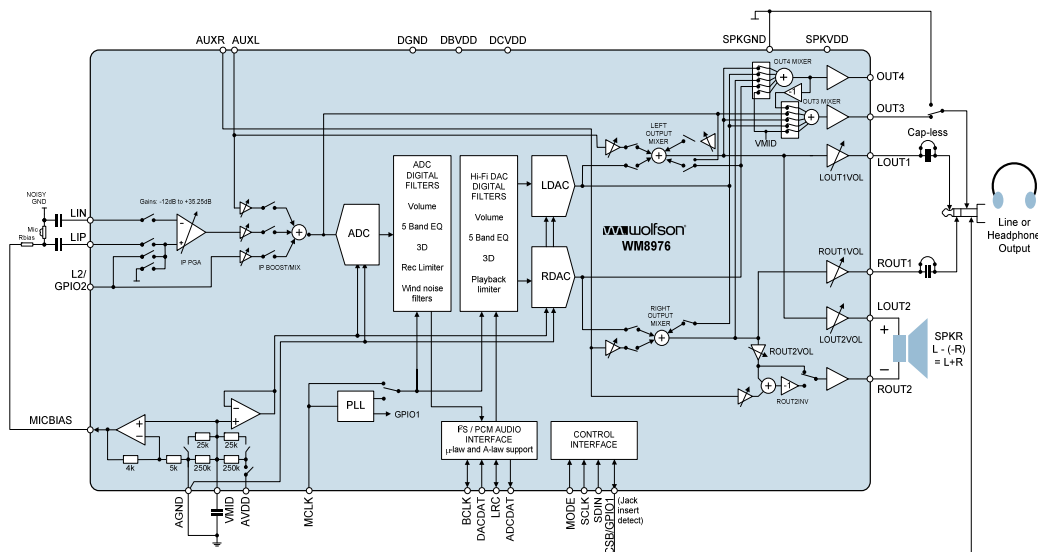 AUXR AUXL
DGND DBVDD DCVDD
SPKGND SPKVDD
OUT4 MIXER
OUT4
-1
OUT3 MIXER
OUT3
VMID
Cap-less
LEFT
OUTPUT
MIXER
LOUT1
LOUT1VOL
NOISY
GND
LIN
Mic
Rbias
LIP
L2/
GPIO2
Gains: -12dB to +35.25dB
IP PGA
IP BOOST/MIX
ADC
ADC
DIGITAL
FILTERS
Volume
5 Band EQ
3D
Rec Limiter
Wind noise
filters
Hi-Fi DAC
DIGITAL
FILTERS
Volume
5 Band EQ
3D
Playback
limiter
LDAC
RDAC
wolfson
WM8976
Line or
Headphone
Output
ROUT1VOL
ROUT1
RIGHT
OUTPUT
MIXER
LOUT2
LOUT2VOL
ROUT2VOL
-1
ROUT2INV
ROUT2
+
−
SPKR
L - (-R)
= L+R
MICBIAS
4k
5k
25k
25k
250k
250k
PLL
GPIO1
I²S / PCM AUDIO
INTERFACE
μ-law and A-law support
CONTROL
INTERFACE
AGND
VMID
AVDD
MCLK
BCLK
DACDAT
LRC
ADCDAT
MODE
SCLK
SDIN
CSB/GPIO1
(Jack
insert
detect)